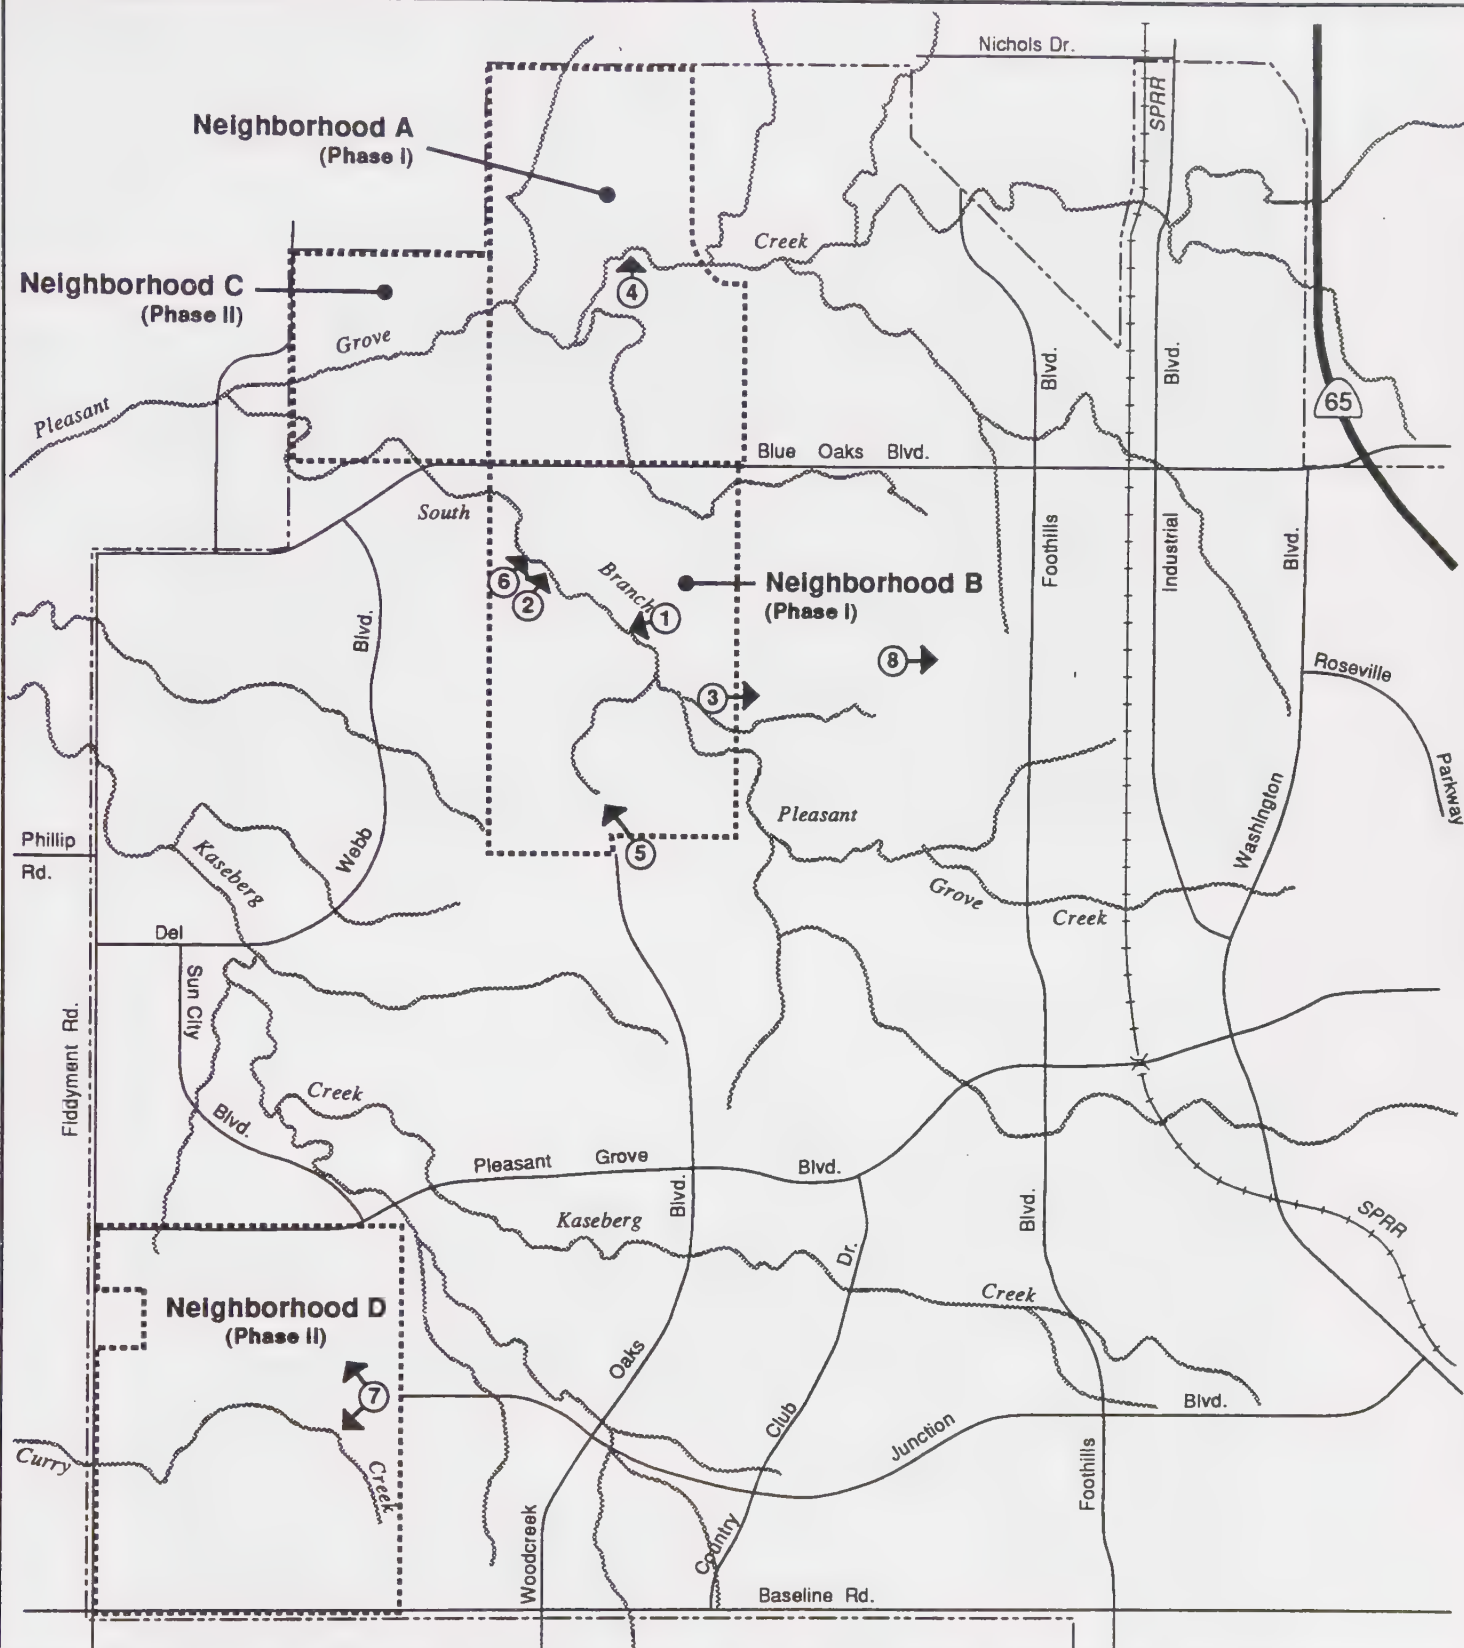 Nichols Dr.
SPRR
Neighborhood A
(Phase I)
Creek
Neighborhood C
(Phase II)
4
Grove
Pleasant
Blvd.
Blvd.
65
Blue Oaks Blvd.
South
Foothills
Industrial
Blvd.
6
2
Branch
1
Neighborhood B
(Phase I)
Blvd.
8
3
Roseville
Parkway
Washington
Pleasant
Phillip
Rd.
Kaseberg
Webb
5
Grove
Creek
Del
Sun City
Fiddyment Rd.
Creek
Blvd.
Pleasant Grove Blvd.
Blvd.
Blvd.
Kaseberg
SPRR
Dr.
Creek
Neighborhood D
(Phase II)
Oaks
7
Club
Junction
Blvd.
Curry
Creek
Foothills
Woodcreek
Country
Baseline Rd.